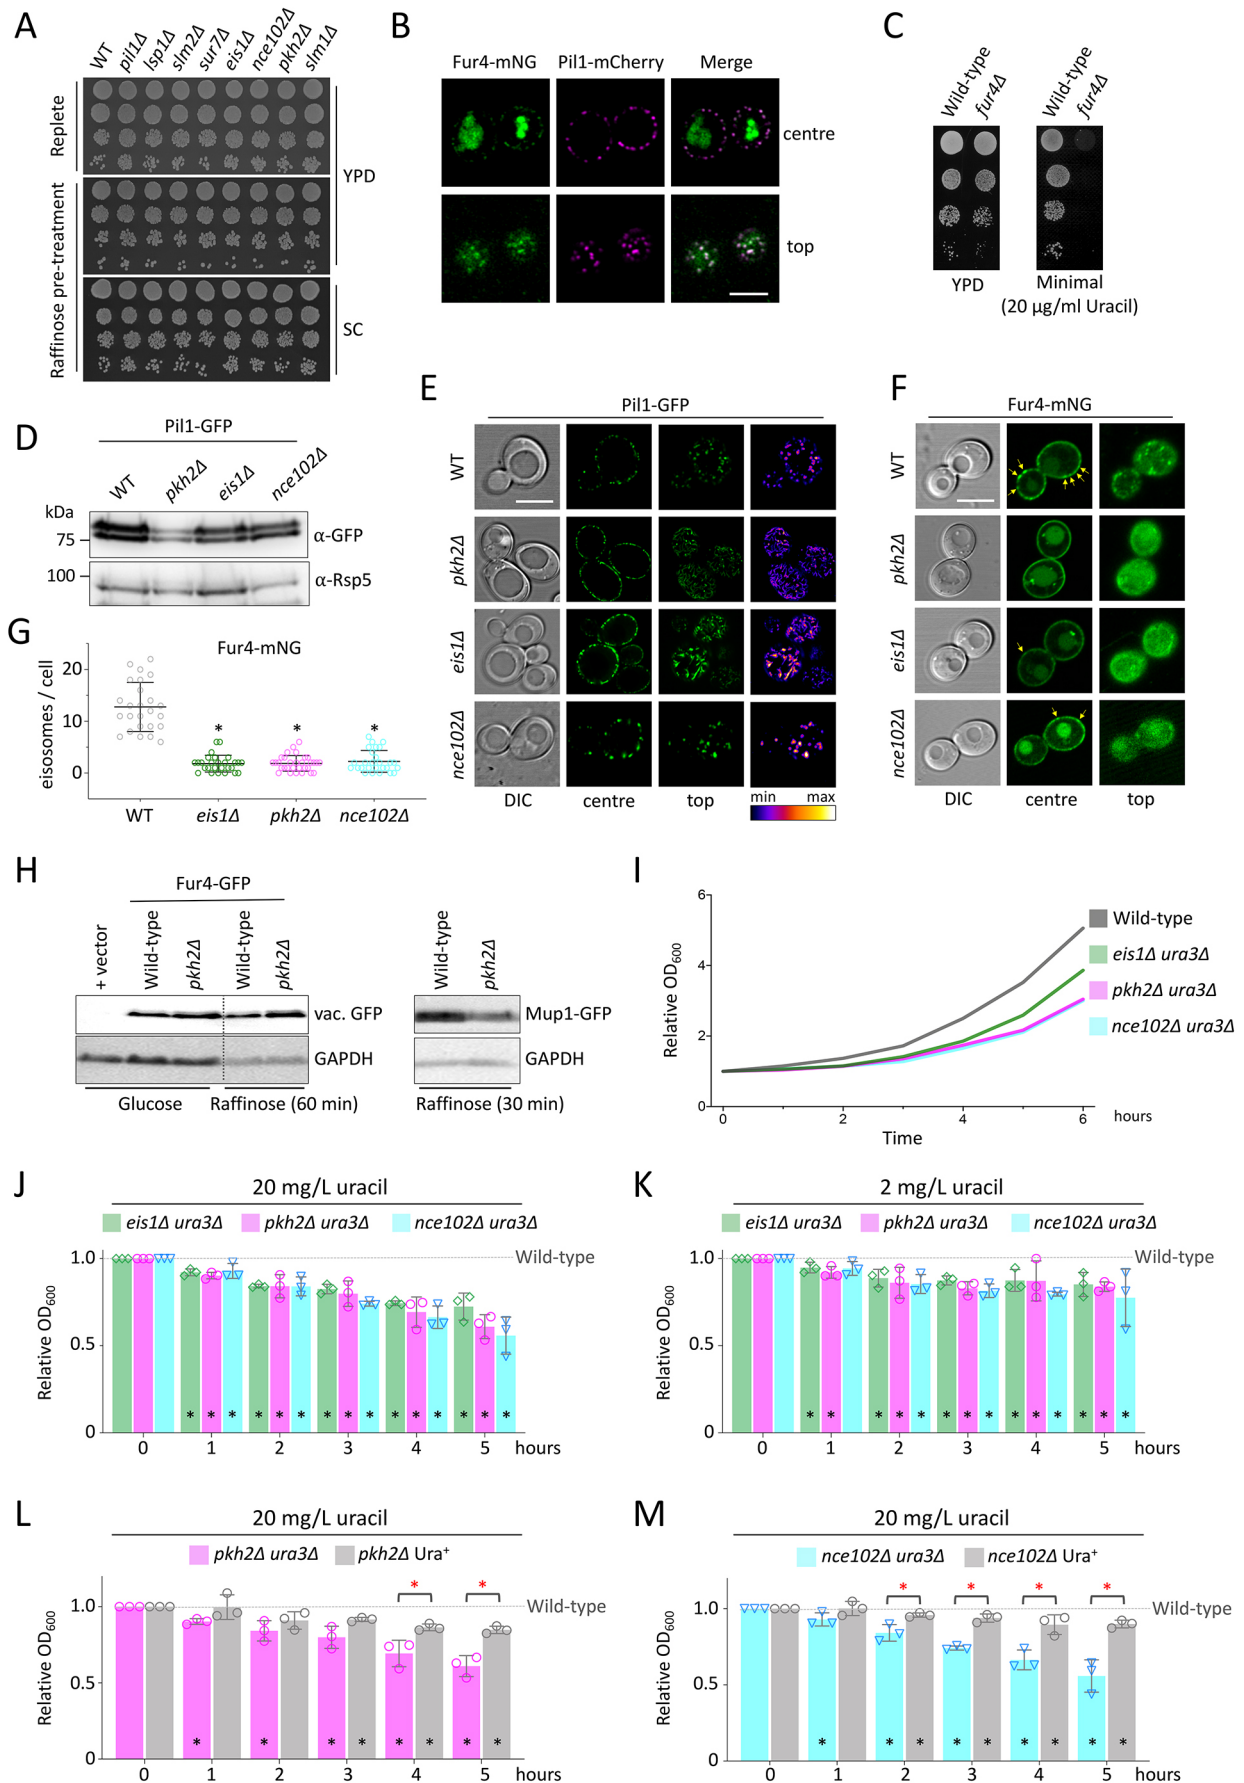 A
WT
pil1Δ
lsp1Δ
slm2Δ
sur7Δ
eis1Δ
nce102Δ
pkh2Δ
slm1Δ
Replete
Raffinose pre-treatment
YPD
SC
B
Fur4-mNG
Pil1-mCherry
Merge
centre
top
C
Wild-type
fur4Δ
Wild-type
fur4Δ
YPD
Minimal
(20 µg/ml Uracil)
D
Pil1-GFP
WT
pkh2Δ
eis1Δ
nce102Δ
kDa
75
α-GFP
100
α-Rsp5
E
Pil1-GFP
WT
pkh2Δ
eis1Δ
nce102Δ
DIC
centre
top
min
max
F
Fur4-mNG
WT
pkh2Δ
eis1Δ
nce102Δ
DIC
centre
top
G
Fur4-mNG
eisosomes / cell
20
10
0
* * *
WT
eis1Δ
pkh2Δ
nce102Δ
H
Fur4-GFP
+ vector
Wild-type
pkh2Δ
Wild-type
pkh2Δ
vac. GFP
GAPDH
Glucose
Raffinose (60 min)
Wild-type
pkh2Δ
Mup1-GFP
GAPDH
Raffinose (30 min)
I
Relative OD600
6
4
2
0
0 2 4 6
hours
Time
Wild-type
eis1Δ ura3Δ
pkh2Δ ura3Δ
nce102Δ ura3Δ
J
20 mg/L uracil
eis1Δ ura3Δ
pkh2Δ ura3Δ
nce102Δ ura3Δ
Relative OD600
1.0
0.5
0
Wild-type
* * * * * * * * * * * * * * *
0 1 2 3 4 5 hours
K
2 mg/L uracil
eis1Δ ura3Δ
pkh2Δ ura3Δ
nce102Δ ura3Δ
Relative OD600
1.0
0.5
0
Wild-type
* * * * * * * * * * * * * *
0 1 2 3 4 5 hours
L
20 mg/L uracil
pkh2Δ ura3Δ
pkh2Δ Ura+
Relative OD600
1.0
0.5
0
Wild-type
* *
* * * * * * * *
0 1 2 3 4 5 hours
M
20 mg/L uracil
nce102Δ ura3Δ
nce102Δ Ura+
Relative OD600
1.0
0.5
0
Wild-type
* * * *
* * * * * * * * *
0 1 2 3 4 5 hours